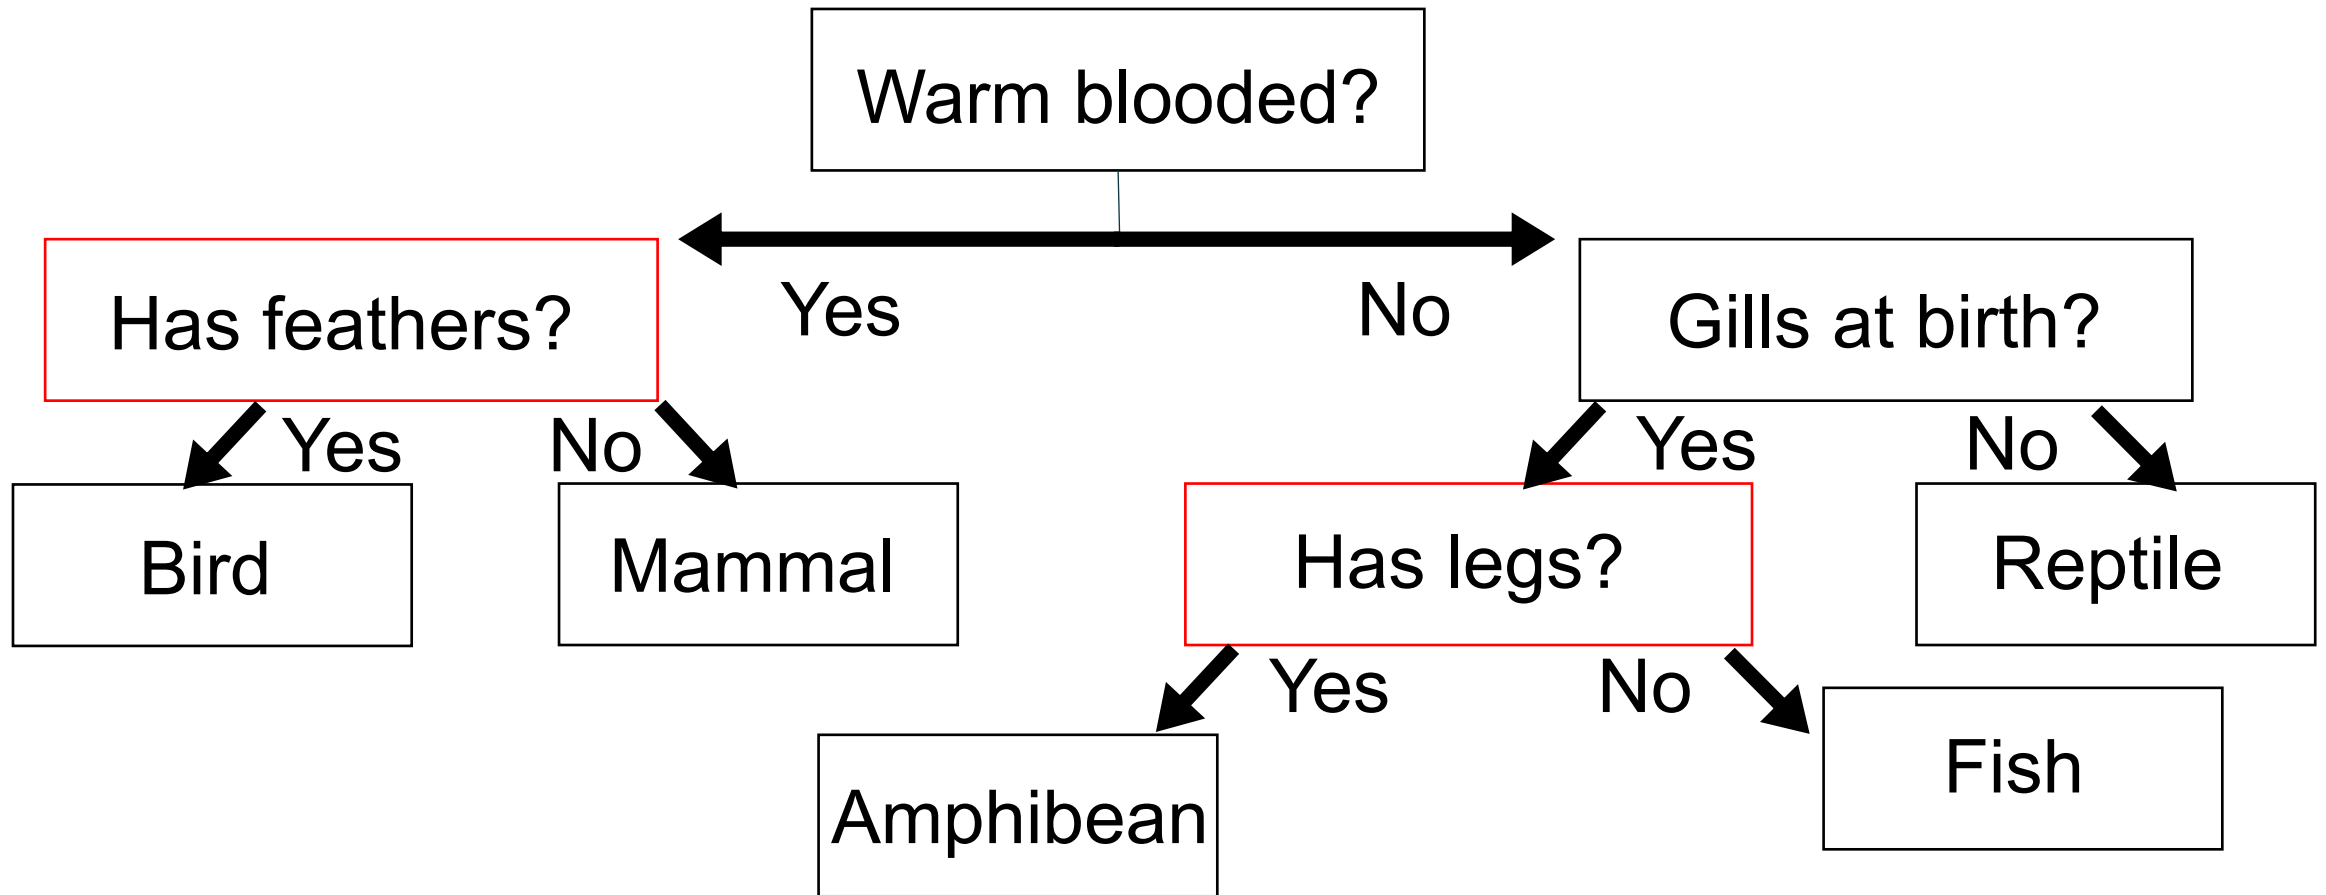 Warm blooded?
Has feathers?
Yes
No
Gills at birth?
Yes
No
Yes
No
Bird
Mammal
Has legs?
Reptile
Yes
No
Amphibean
Fish